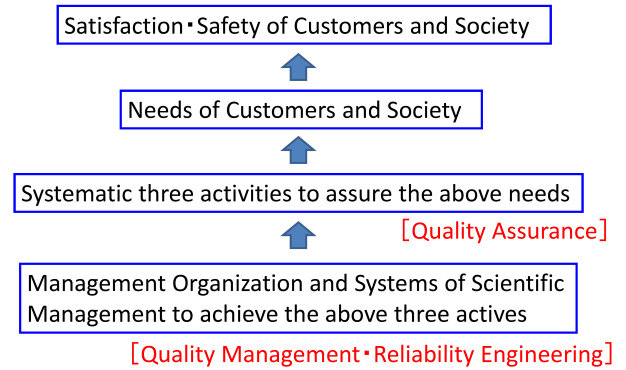 Satisfaction・Safety of Customers and Society
Needs of Customers and Society
Systematic three activities to assure the above needs
［Quality Assurance］
Management Organization and Systems of Scientific
Management to achieve the above three actives
［Quality Management・Reliability Engineering］